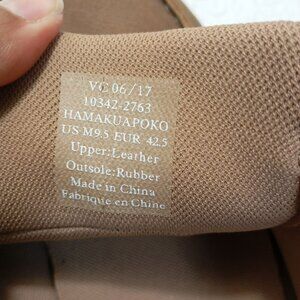 VC 06/17
10342-2763
HAMAKUAPOKO
US M9.5 EUR 42.5
Upper:Leather
Outsole:Rubber
Made in China
Fabrique en Chine